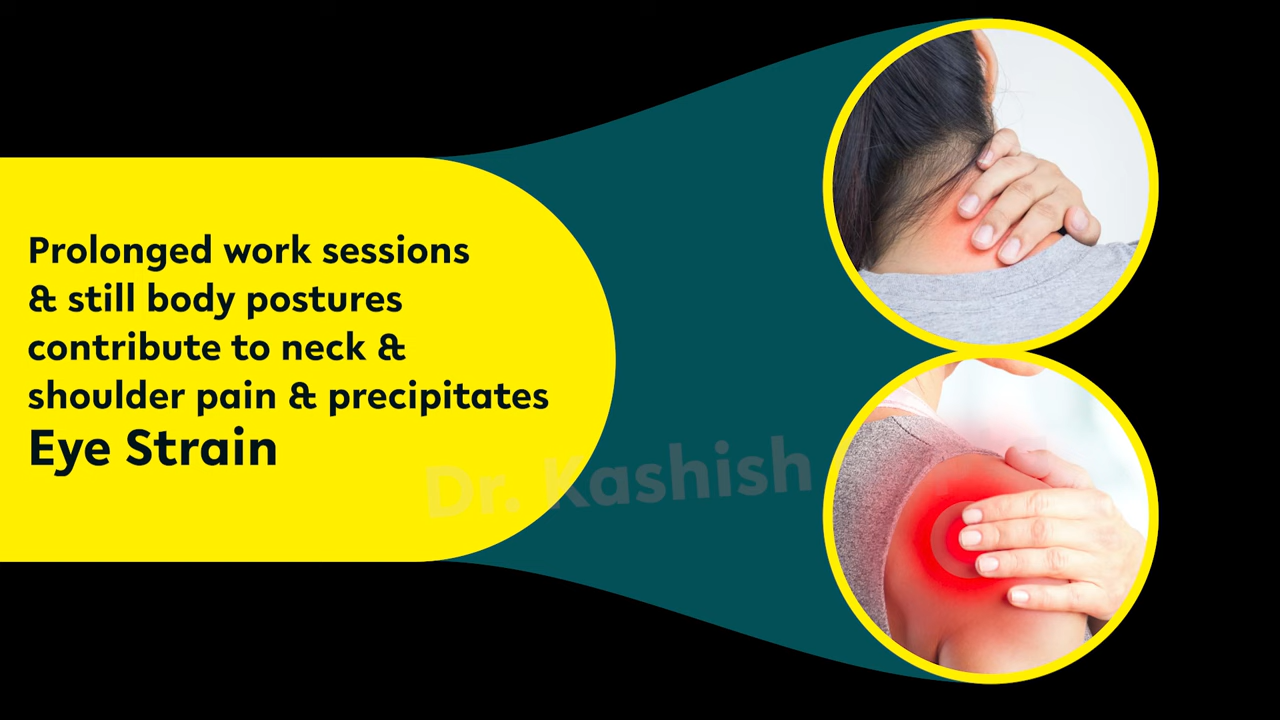 Prolonged work sessions
& still body postures
contribute to neck &
shoulder pain & precipitates
Eye Strain
Dr. Kashish